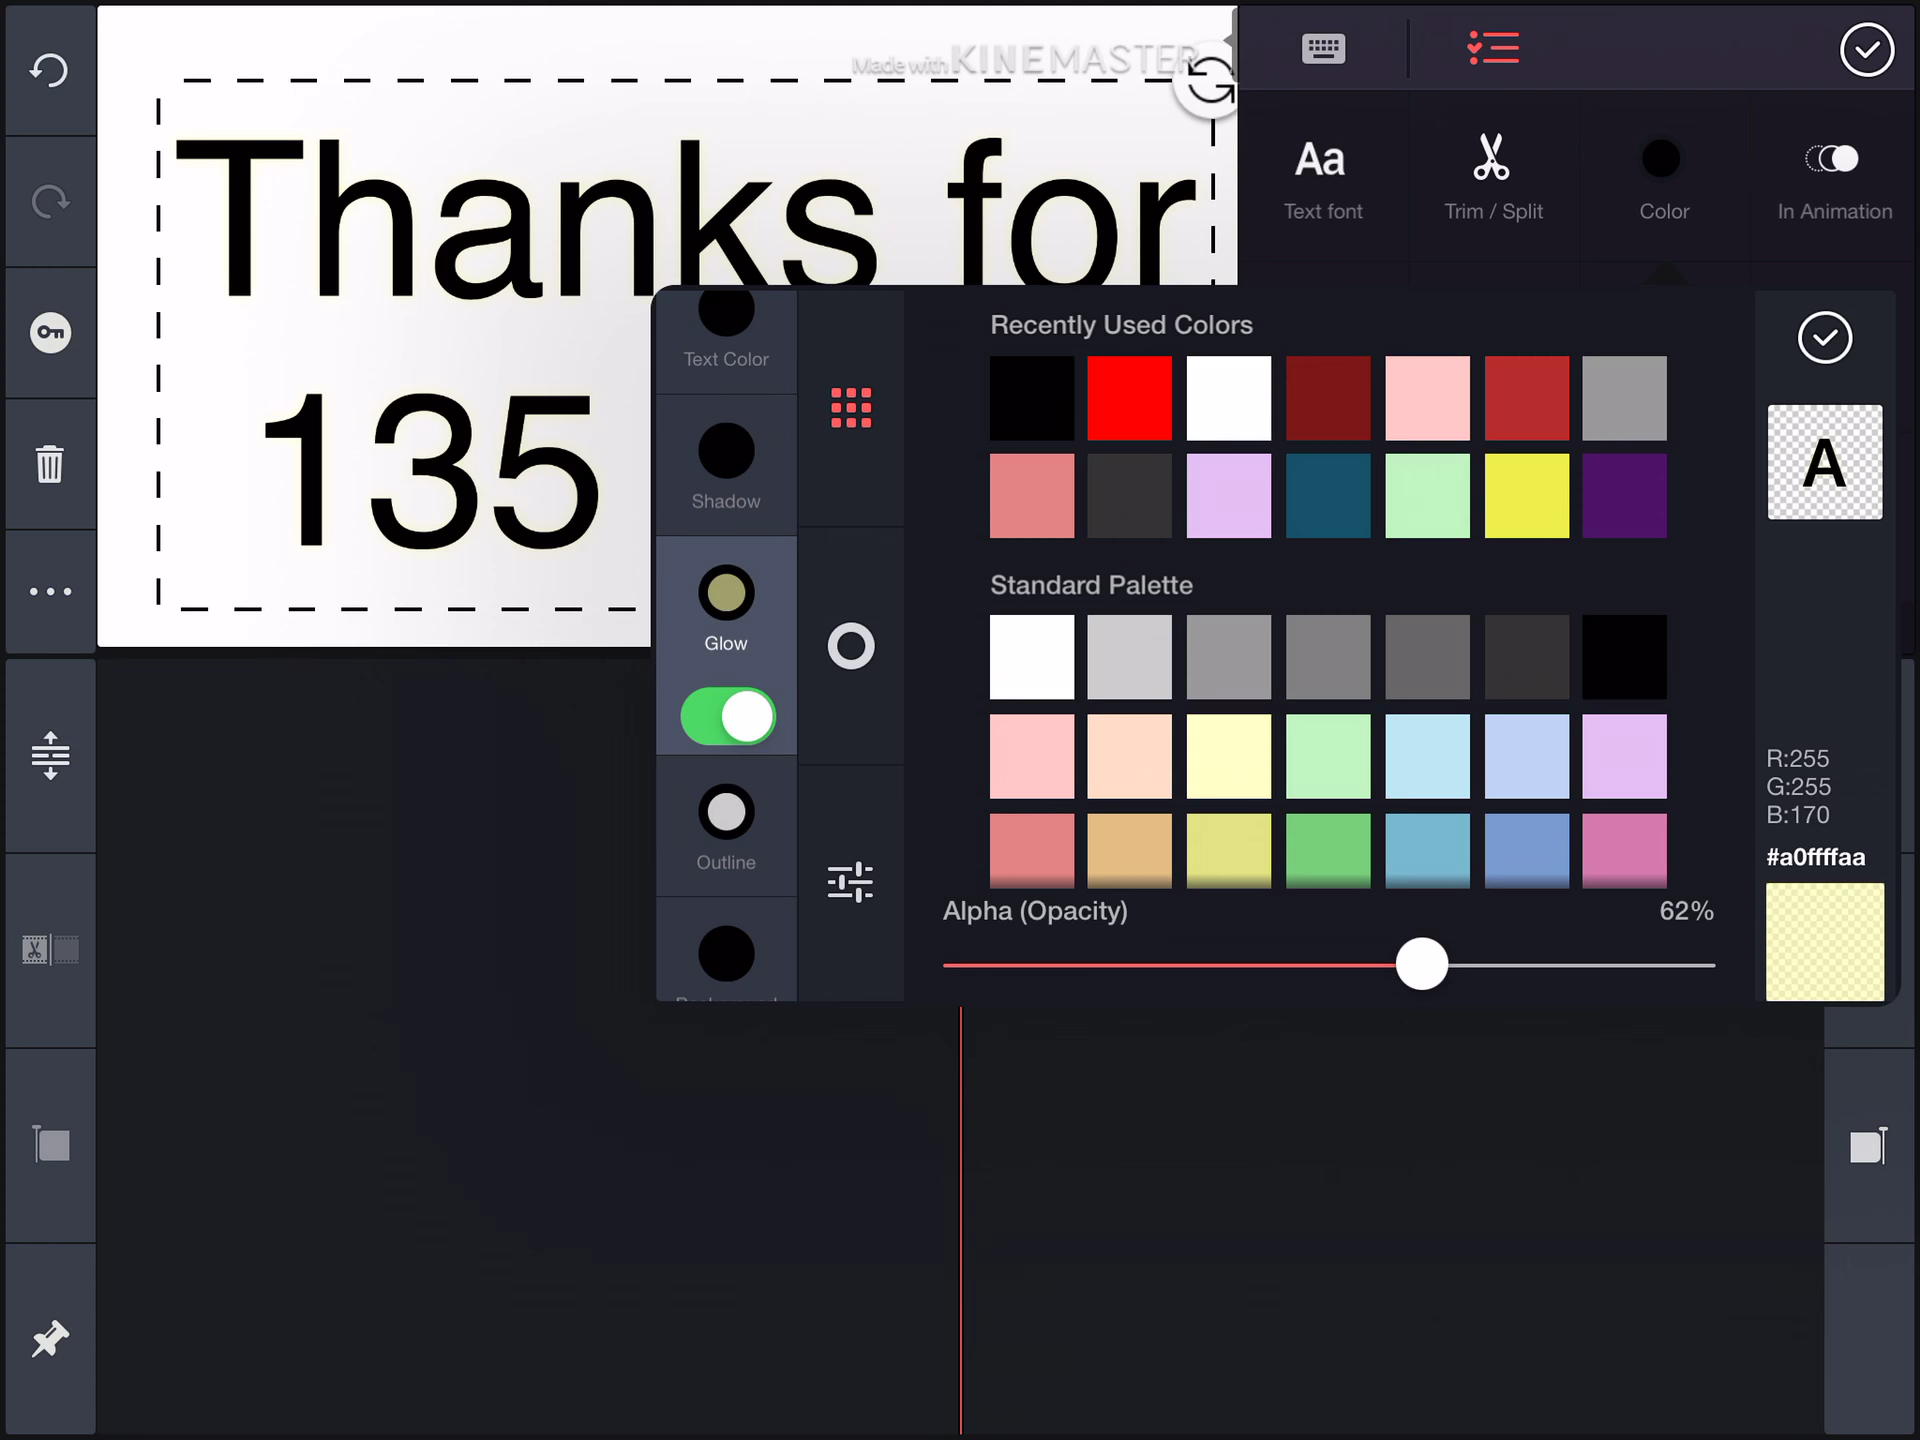 Made with KINEMASTER
Thanks for
135
Aa
Text font
Trim / Split
Color
In Animation
Text Color
Shadow
Glow
Outline
Recently Used Colors
Standard Palette
Alpha (Opacity)
62%
A
R:255
G:255
B:170
#a0ffffaa